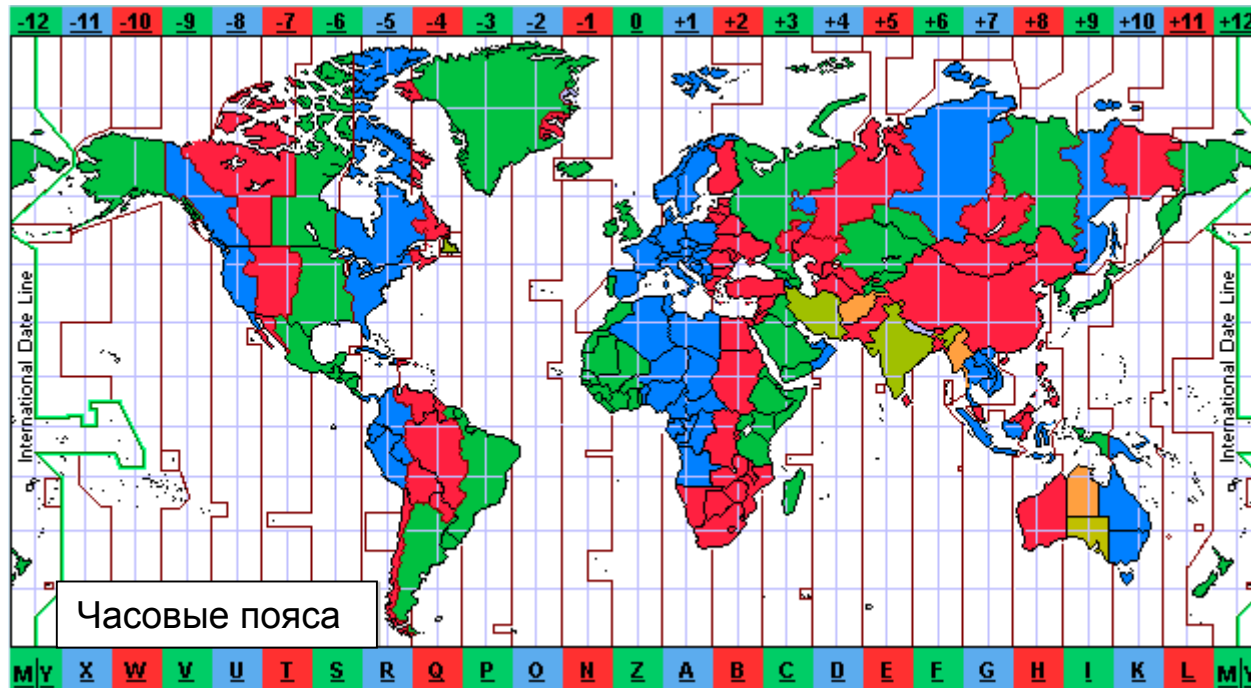 -12 -11 -10 -9 -8 -7 -6 -5 -4 -3 -2 -1 0 +1 +2 +3 +4 +5 +6 +7 +8 +9 +10 +11 +12
International Date Line
International Date Line
Часовые пояса
M Y X W V U T S R Q P O N Z A B C D E F G H I K L M Y